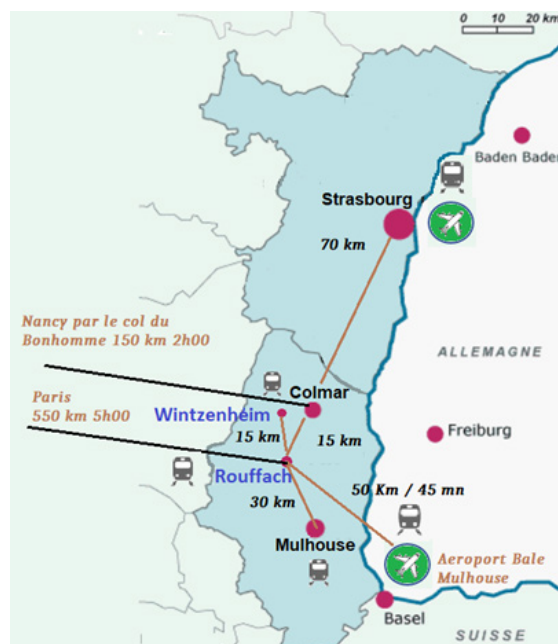 0 10 20 km
Baden Baden
Strasbourg
70 km
Nancy par le col du
Bonhomme 150 km 2h00
ALLEMAGNE
Paris
550 km 5h00
Colmar
Wintzenheim
15 km
15 km
Freiburg
Rouffach
50 Km / 45 mn
30 km
Mulhouse
Aeroport Bale
Mulhouse
Basel
SUISSE